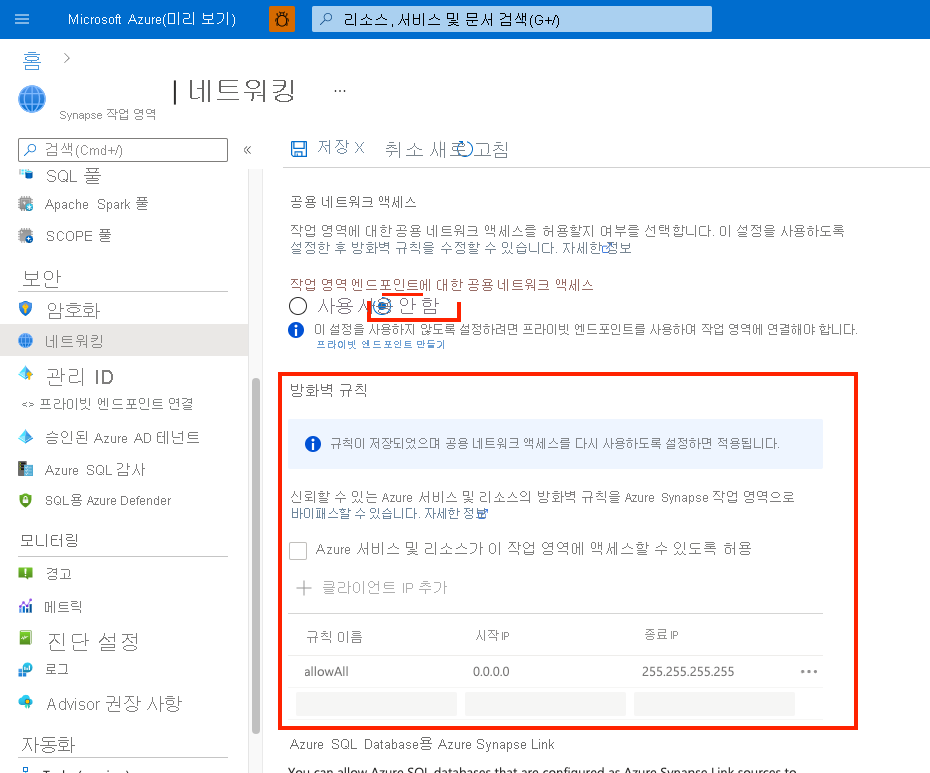 Microsoft Azure(미리 보기)
리소스, 서비스 및 문서 검색(G+/)
홈
| 네트워킹 ...
Synapse 작업 영역
검색(Cmd+/)
«
저장 X 취소 새로 고침
SQL 풀
Apache Spark 풀
SCOPE 풀
보안
암호화
네트워킹
관리 ID
<> 프라이빗 엔드포인트 연결
승인된 Azure AD 테넌트
Azure SQL 감사
SQL용 Azure Defender
모니터링
경고
메트릭
진단 설정
로그
Advisor 권장 사항
자동화
공용 네트워크 액세스
작업 영역에 대한 공용 네트워크 액세스를 허용할지 여부를 선택합니다. 이 설정을 사용하도록
설정한 후 방화벽 규칙을 수정할 수 있습니다. 자세한 정보
작업 영역 엔드포인트에 대한 공용 네트워크 액세스
사용 사용 안 함
이 설정을 사용하지 않도록 설정하려면 프라이빗 엔드포인트를 사용하여 작업 영역에 연결해야 합니다.
프라이빗 엔드포인트 만들기
방화벽 규칙
규칙이 저장되었으며 공용 네트워크 액세스를 다시 사용하도록 설정하면 적용됩니다.
신뢰할 수 있는 Azure 서비스 및 리소스의 방화벽 규칙을 Azure Synapse 작업 영역으로
바이패스할 수 있습니다. 자세한 정보
Azure 서비스 및 리소스가 이 작업 영역에 액세스할 수 있도록 허용
+ 클라이언트 IP 추가
규칙 이름 시작 IP 종료 IP
allowAll 0.0.0.0 255.255.255.255 ...
Azure SQL Database용 Azure Synapse Link
You can allow Azure SQL databases that are configured as Azure Synapse Link sources to